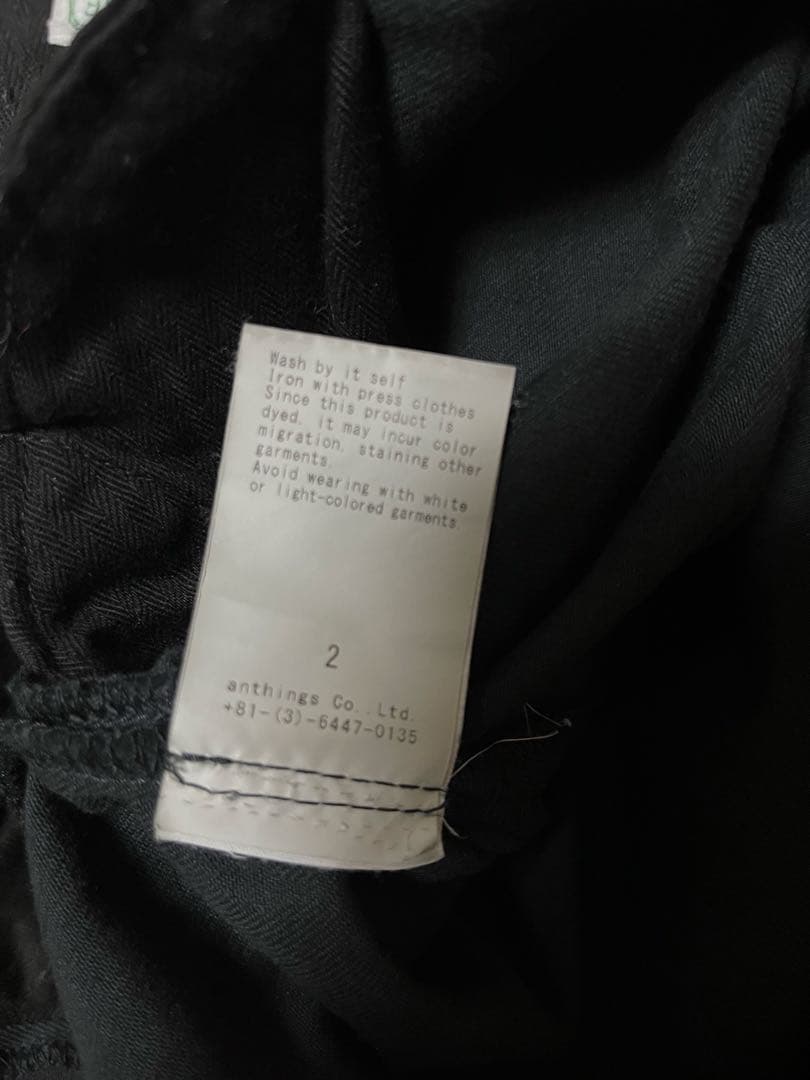 Wash by it self
Iron with press clothes
Since this product is
dyed, it may incur color
migration, staining other
garments.
Avoid wearing with white
or light-colored garments.
2
anthings Co.,Ltd.
+81-(3)-6447-0135